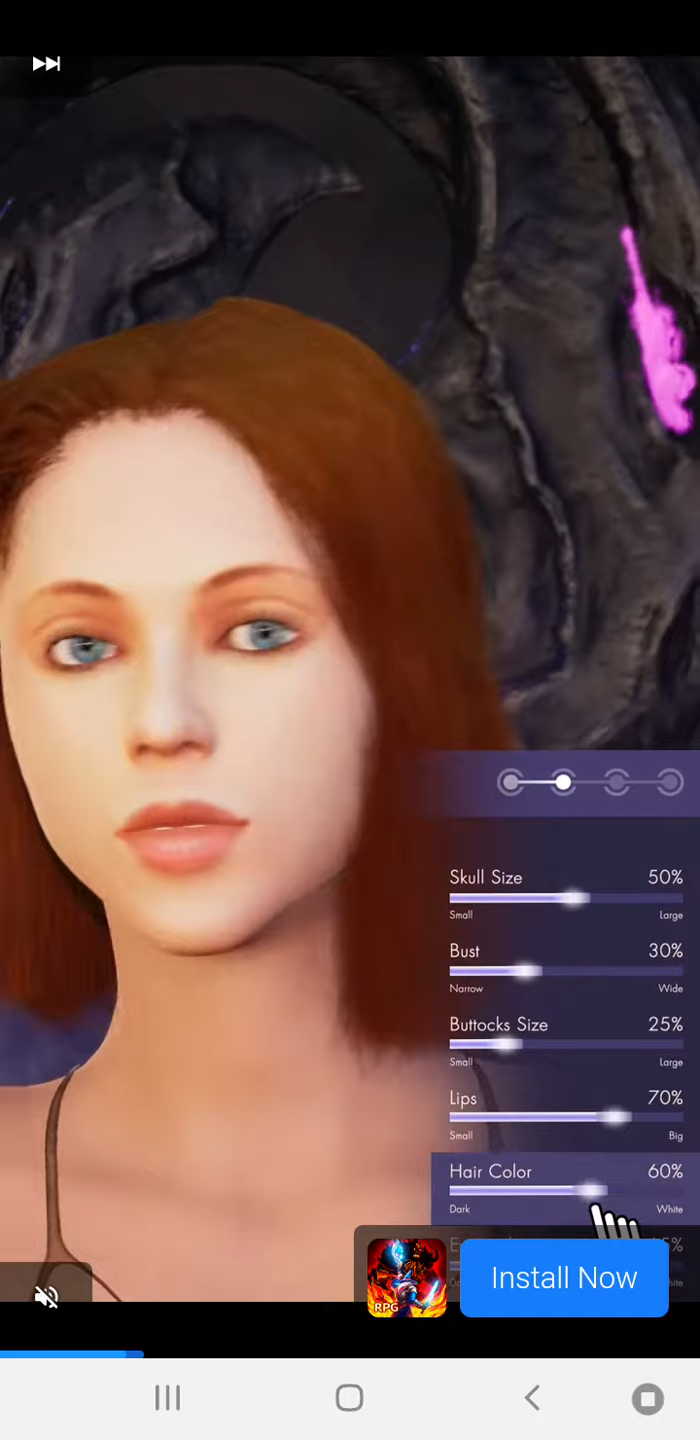 Skull Size 50%
Small Large
Bust 30%
Narrow Wide
Buttocks Size 25%
Small Large
Lips 70%
Small Big
Hair Color 60%
Dark White
RPG
Install Now